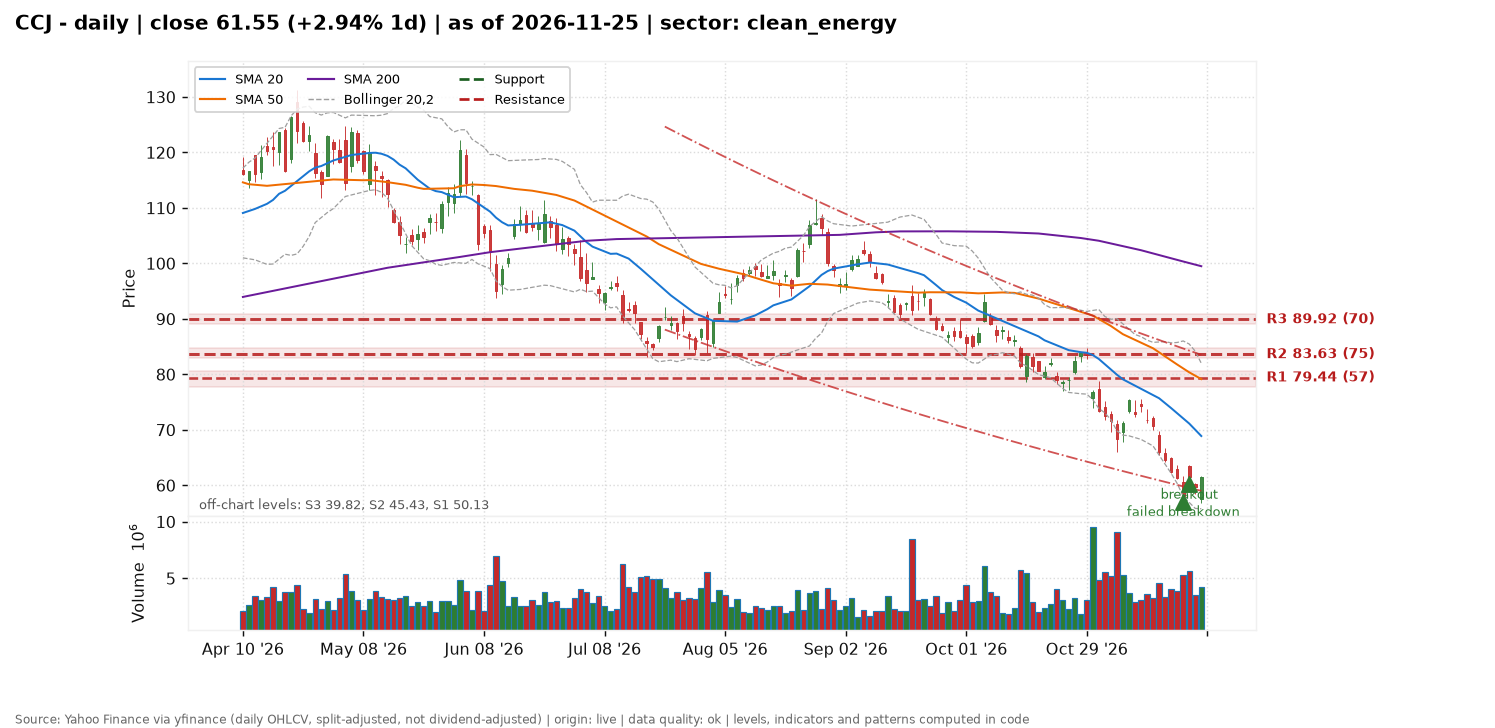 CCJ - daily | close 61.55 (+2.94% 1d) | as of 2026-11-25 | sector: clean_energy
SMA 20
SMA 50
SMA 200
Bollinger 20,2
Support
Resistance
Price
130
120
110
100
90
80
70
60
R3 89.92 (70)
R2 83.63 (75)
R1 79.44 (57)
breakout
failed breakdown
off-chart levels: S3 39.82, S2 45.43, S1 50.13
Volume 10⁶
10
5
Apr 10 '26
May 08 '26
Jun 08 '26
Jul 08 '26
Aug 05 '26
Sep 02 '26
Oct 01 '26
Oct 29 '26
Source: Yahoo Finance via yfinance (daily OHLCV, split-adjusted, not dividend-adjusted) | origin: live | data quality: ok | levels, indicators and patterns computed in code